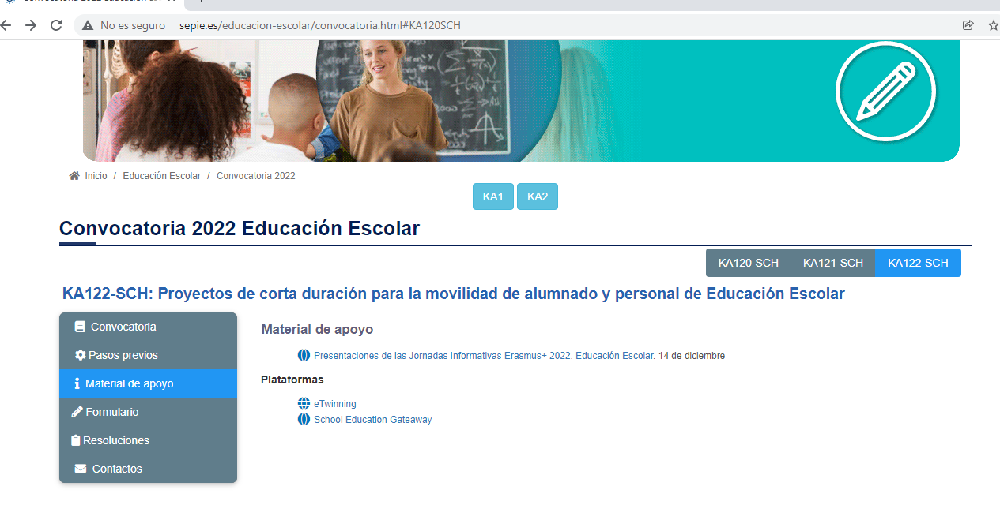 No es seguro
sepie.es/educacion-escolar/convocatoria.html#KA120SCH
Inicio / Educación Escolar / Convocatoria 2022
KA1 KA2
Convocatoria 2022 Educación Escolar
KA120-SCH KA121-SCH KA122-SCH
KA122-SCH: Proyectos de corta duración para la movilidad de alumnado y personal de Educación Escolar
Convocatoria
Pasos previos
Material de apoyo
Formulario
Resoluciones
Contactos
Material de apoyo
Presentaciones de las Jornadas Informativas Erasmus+ 2022. Educación Escolar. 14 de diciembre
Plataformas
eTwinning
School Education Gateaway